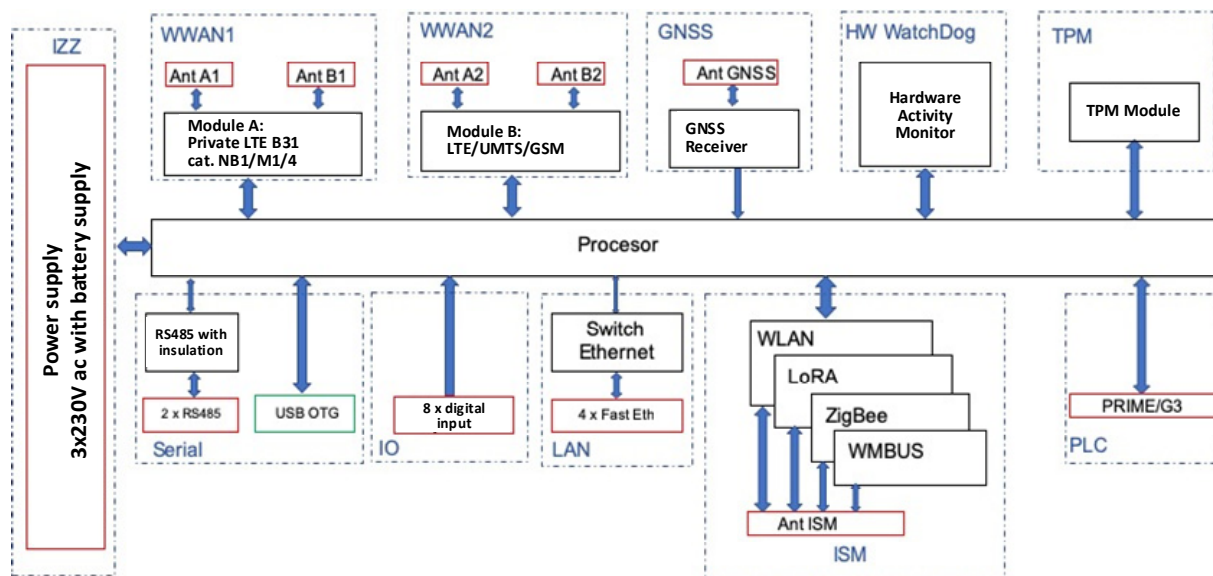 IZZ
Power supply
3x230V ac with battery supply
WWAN1
Ant A1
Ant B1
Module A:
Private LTE B31
cat. NB1/M1/4
WWAN2
Ant A2
Ant B2
Module B:
LTE/UMTS/GSM
GNSS
Ant GNSS
GNSS
Receiver
HW WatchDog
Hardware
Activity
Monitor
TPM
TPM Module
Procesor
RS485 with
insulation
2 x RS485
USB OTG
Serial
8 x digital
input
IO
Switch
Ethernet
4 x Fast Eth
LAN
WLAN
LoRA
ZigBee
WMBUS
Ant ISM
ISM
PRIME/G3
PLC